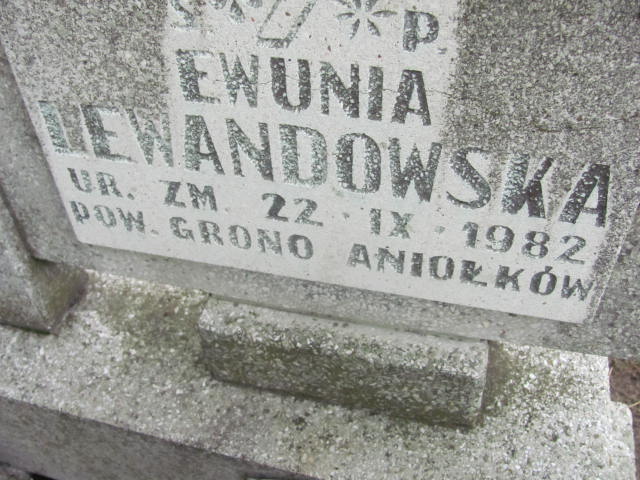 Ś P.
EWUNIA
LEWANDOWSKA
UR. ZM. 22 · IX · 1982
POW. GRONO ANIOŁKÓW